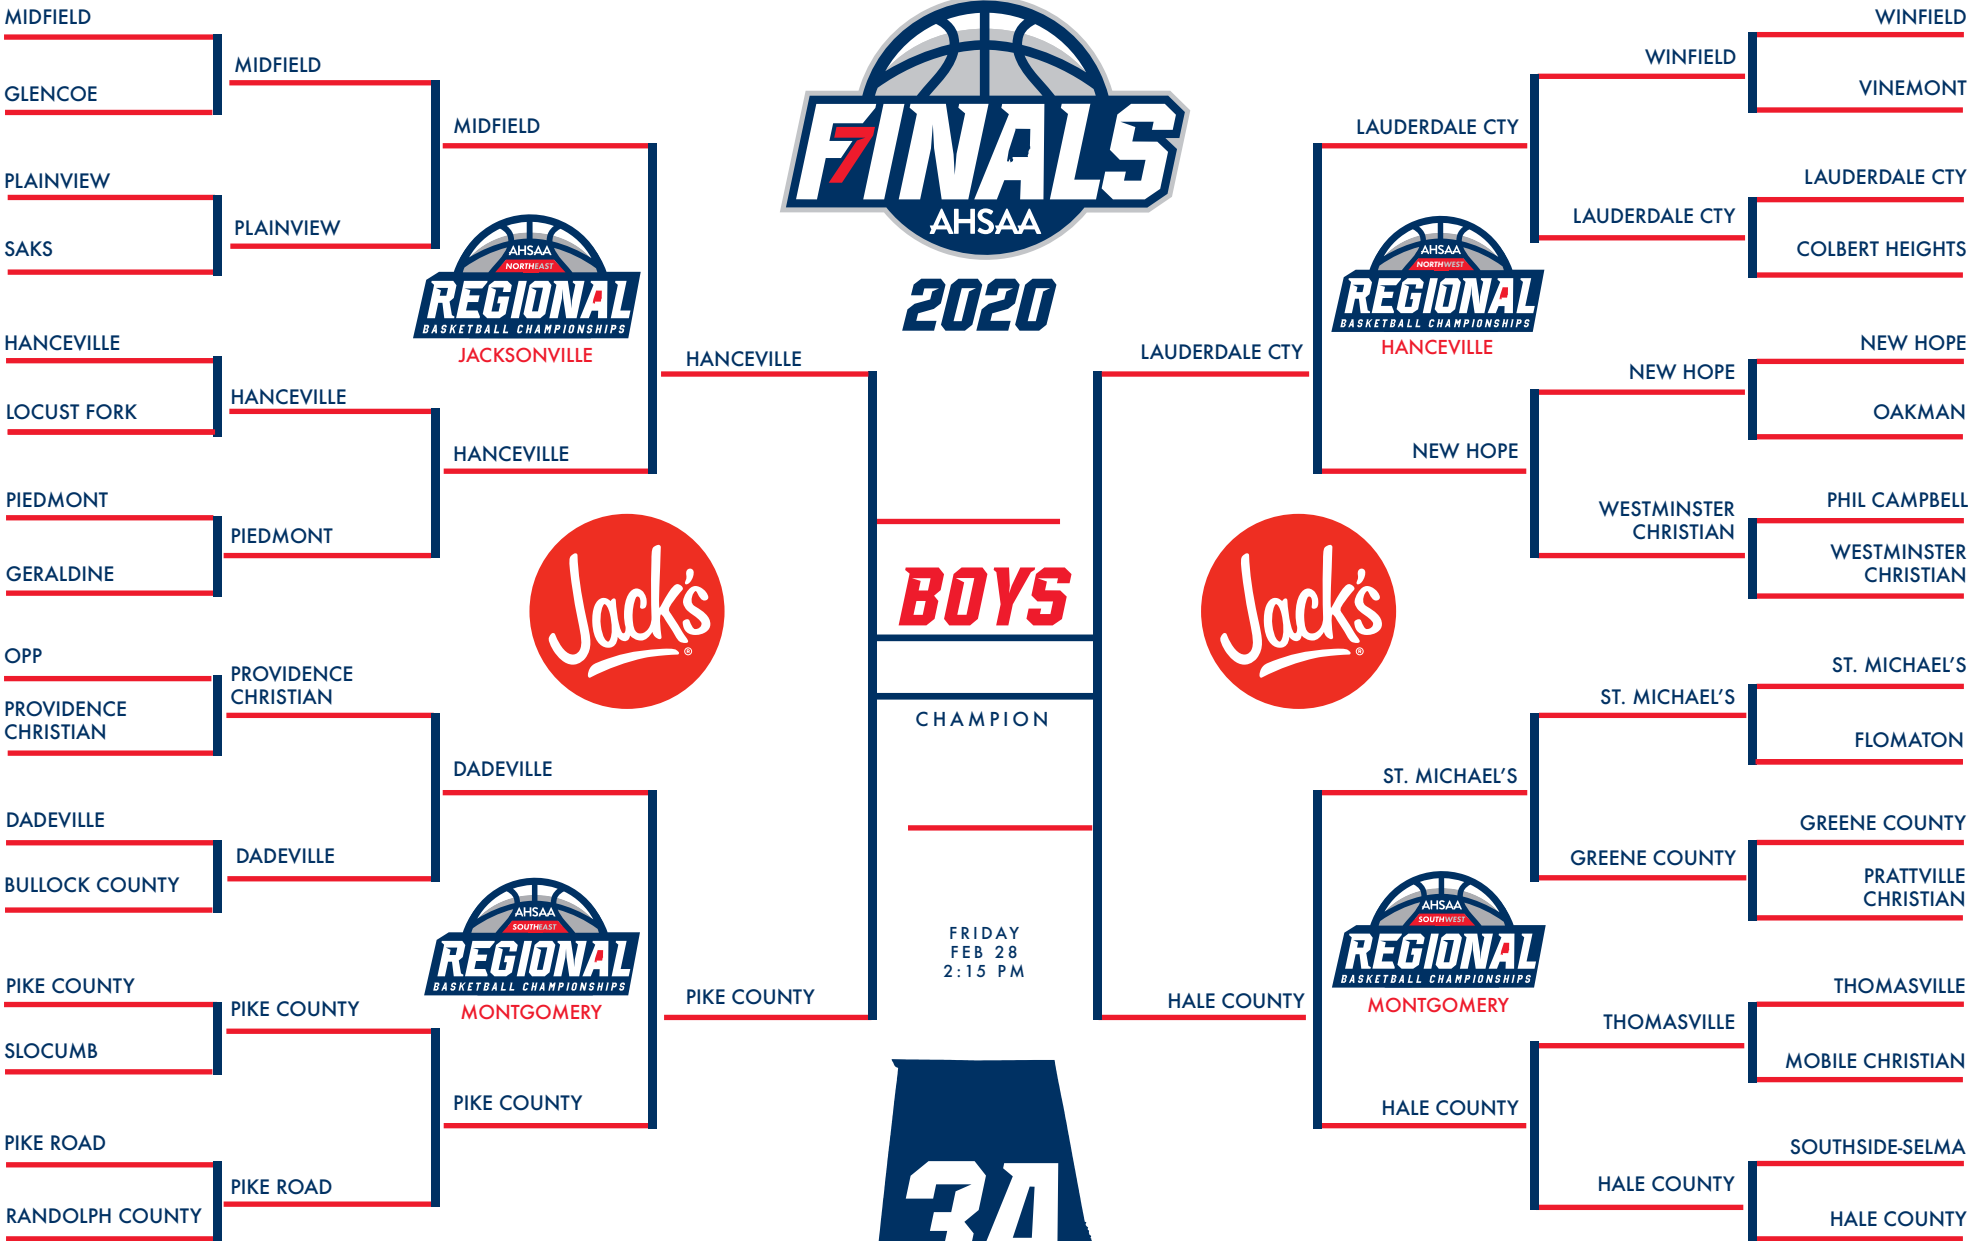 MIDFIELD
GLENCOE
PLAINVIEW
SAKS
HANCEVILLE
LOCUST FORK
PIEDMONT
GERALDINE
OPP
PROVIDENCE
CHRISTIAN
DADEVILLE
BULLOCK COUNTY
PIKE COUNTY
SLOCUMB
PIKE ROAD
RANDOLPH COUNTY
MIDFIELD
PLAINVIEW
HANCEVILLE
PIEDMONT
PROVIDENCE
CHRISTIAN
DADEVILLE
PIKE COUNTY
PIKE ROAD
MIDFIELD
AHSAA
NORTHEAST
REGIONAL
BASKETBALL CHAMPIONSHIPS
JACKSONVILLE
HANCEVILLE
Jack's
®
DADEVILLE
AHSAA
SOUTHEAST
REGIONAL
BASKETBALL CHAMPIONSHIPS
MONTGOMERY
PIKE COUNTY
HANCEVILLE
PIKE COUNTY
F7INALS
AHSAA
2020
BOYS
CHAMPION
FRIDAY
FEB 28
2:15 PM
3A
LAUDERDALE CTY
HALE COUNTY
LAUDERDALE CTY
AHSAA
NORTHWEST
REGIONAL
BASKETBALL CHAMPIONSHIPS
HANCEVILLE
NEW HOPE
Jack's
®
ST. MICHAEL'S
AHSAA
SOUTHWEST
REGIONAL
BASKETBALL CHAMPIONSHIPS
MONTGOMERY
HALE COUNTY
WINFIELD
LAUDERDALE CTY
NEW HOPE
WESTMINSTER
CHRISTIAN
ST. MICHAEL'S
GREENE COUNTY
THOMASVILLE
HALE COUNTY
WINFIELD
VINEMONT
LAUDERDALE CTY
COLBERT HEIGHTS
NEW HOPE
OAKMAN
PHIL CAMPBELL
WESTMINSTER
CHRISTIAN
ST. MICHAEL'S
FLOMATON
GREENE COUNTY
PRATTVILLE
CHRISTIAN
THOMASVILLE
MOBILE CHRISTIAN
SOUTHSIDE-SELMA
HALE COUNTY